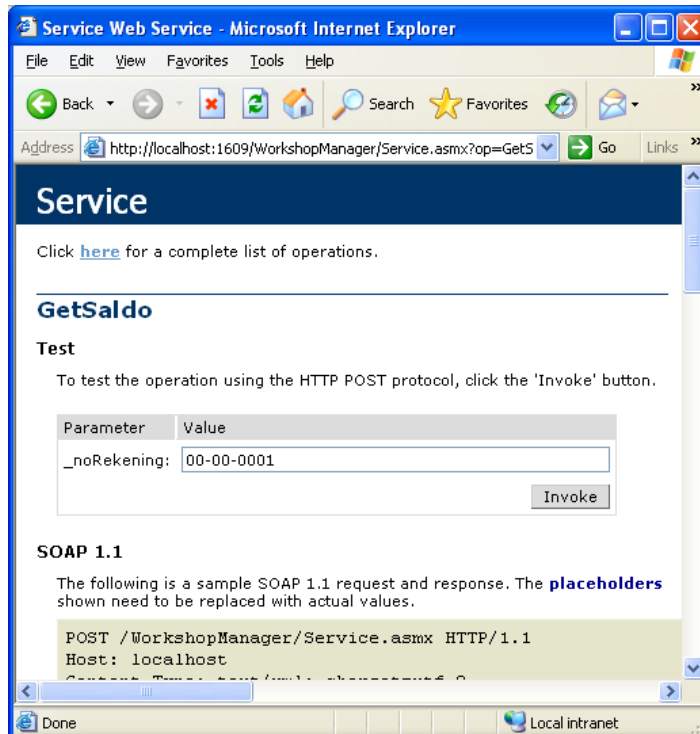 Service Web Service - Microsoft Internet Explorer
File Edit View Favorites Tools Help
Back Search Favorites
Address http://localhost:1609/WorkshopManager/Service.asmx?op=GetS Go Links
Service
Click here for a complete list of operations.
GetSaldo
Test
To test the operation using the HTTP POST protocol, click the 'Invoke' button.
Parameter Value
_noRekening: 00-00-0001
Invoke
SOAP 1.1
The following is a sample SOAP 1.1 request and response. The placeholders
shown need to be replaced with actual values.
POST /WorkshopManager/Service.asmx HTTP/1.1
Host: localhost
Done Local intranet